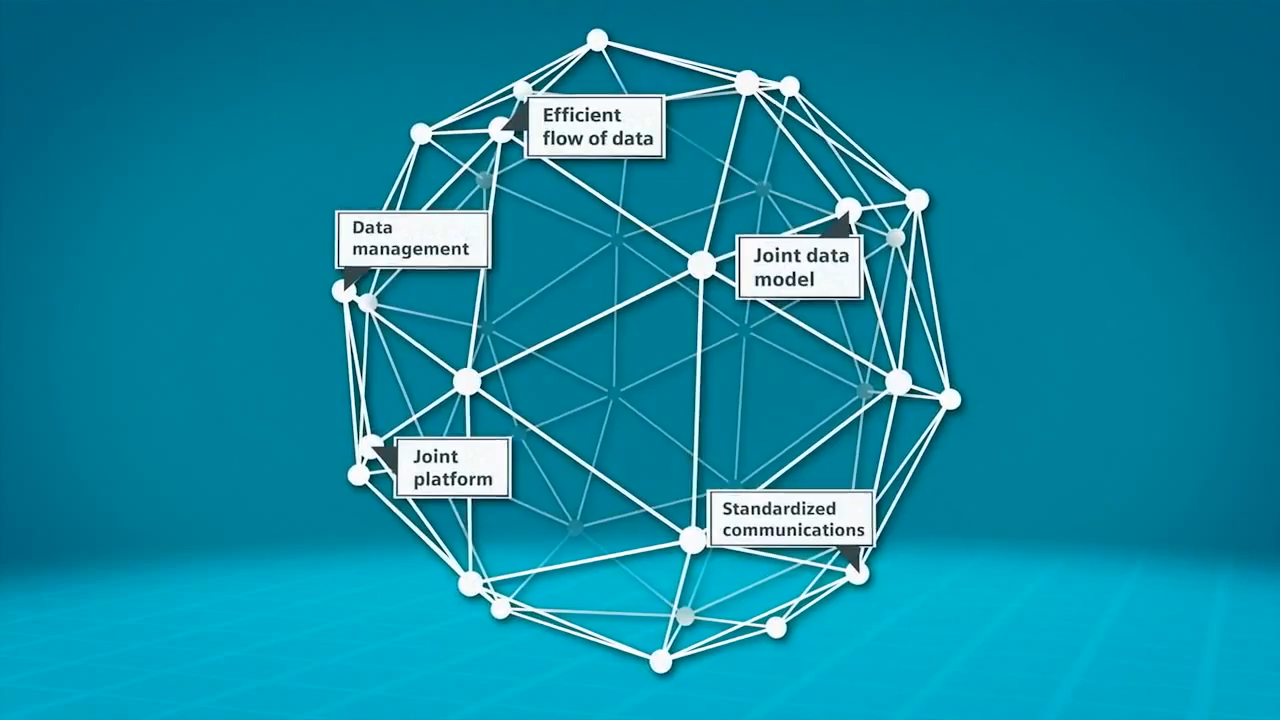 Efficient
flow of data
Data
management
Joint data
model
Joint
platform
Standardized
communications